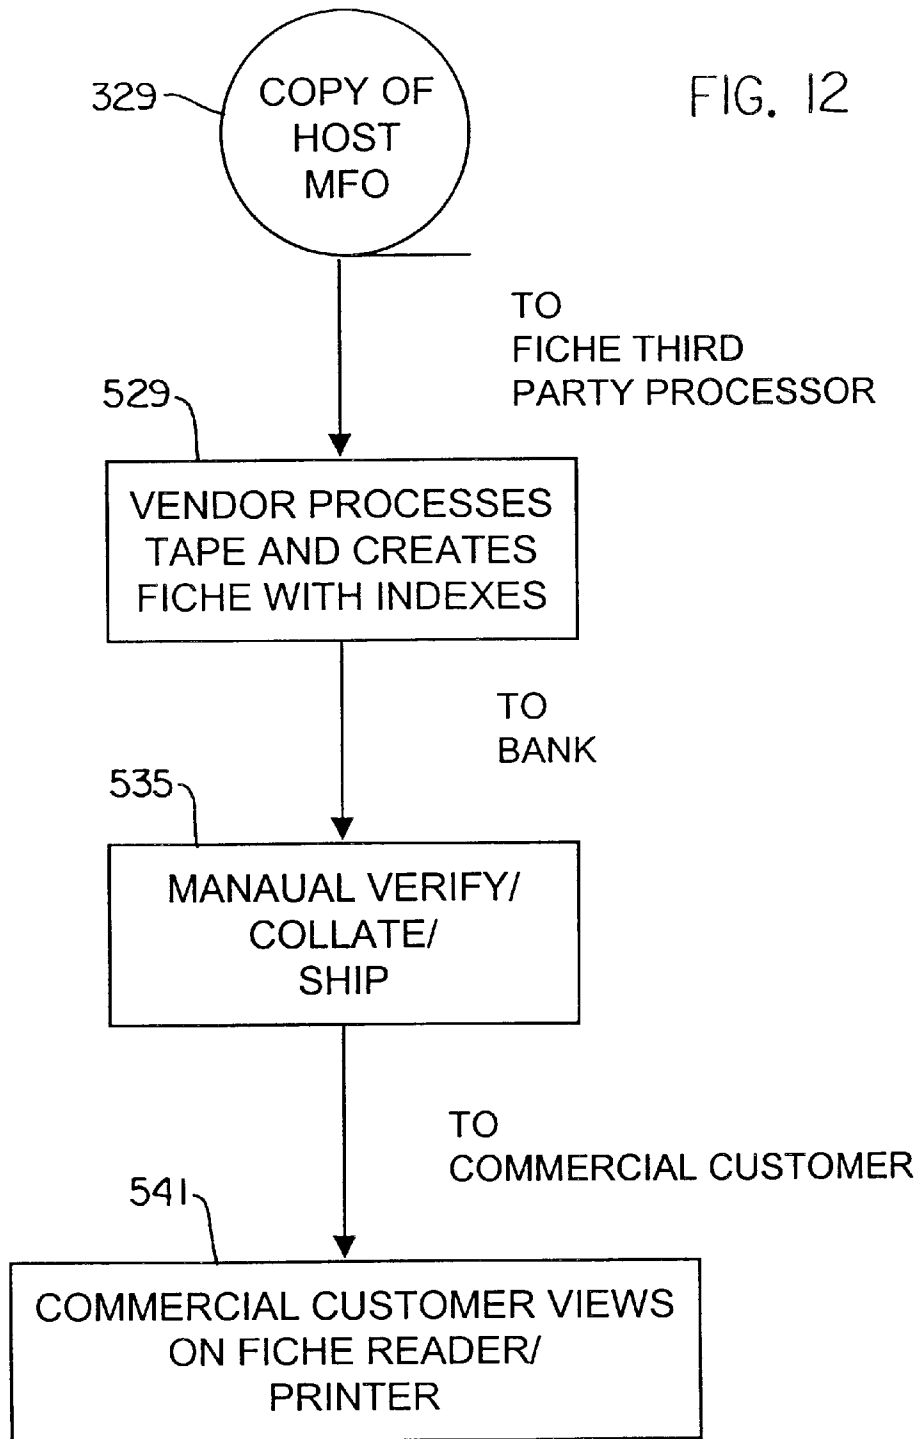 329
COPY OF
HOST
MFO
FIG. 12
TO
FICHE THIRD
PARTY PROCESSOR
529
VENDOR PROCESSES
TAPE AND CREATES
FICHE WITH INDEXES
TO
BANK
535
MANAUAL VERIFY/
COLLATE/
SHIP
TO
COMMERCIAL CUSTOMER
541
COMMERCIAL CUSTOMER VIEWS
ON FICHE READER/
PRINTER